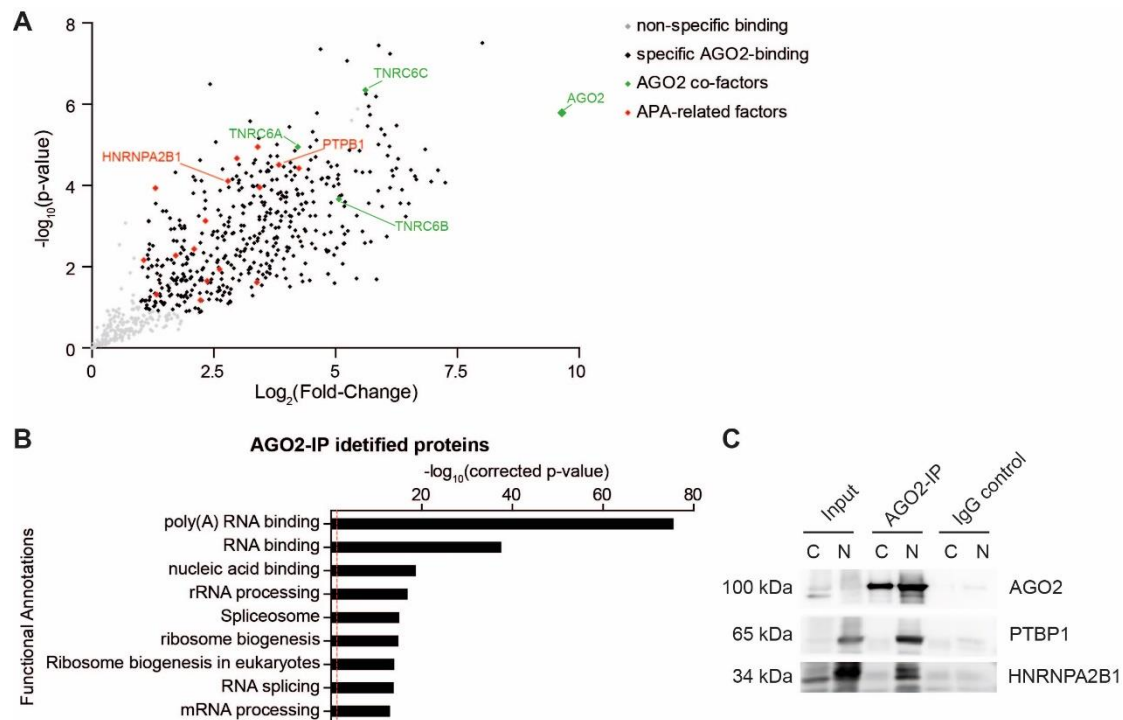 A
8
6
4
2
0
-log10(p-value)
0
2.5
5
7.5
10
Log2(Fold-Change)
TNRC6C
AGO2
TNRC6A
PTPB1
HNRNPA2B1
TNRC6B
non-specific binding
specific AGO2-binding
AGO2 co-factors
APA-related factors
B
AGO2-IP idetified proteins
-log10(corrected p-value)
20
40
60
80
Functional Annotations
poly(A) RNA binding
RNA binding
nucleic acid binding
rRNA processing
Spliceosome
ribosome biogenesis
Ribosome biogenesis in eukaryotes
RNA splicing
mRNA processing
C
Input
AGO2-IP
IgG control
C N C N C N
100 kDa AGO2
65 kDa PTBP1
34 kDa HNRNPA2B1